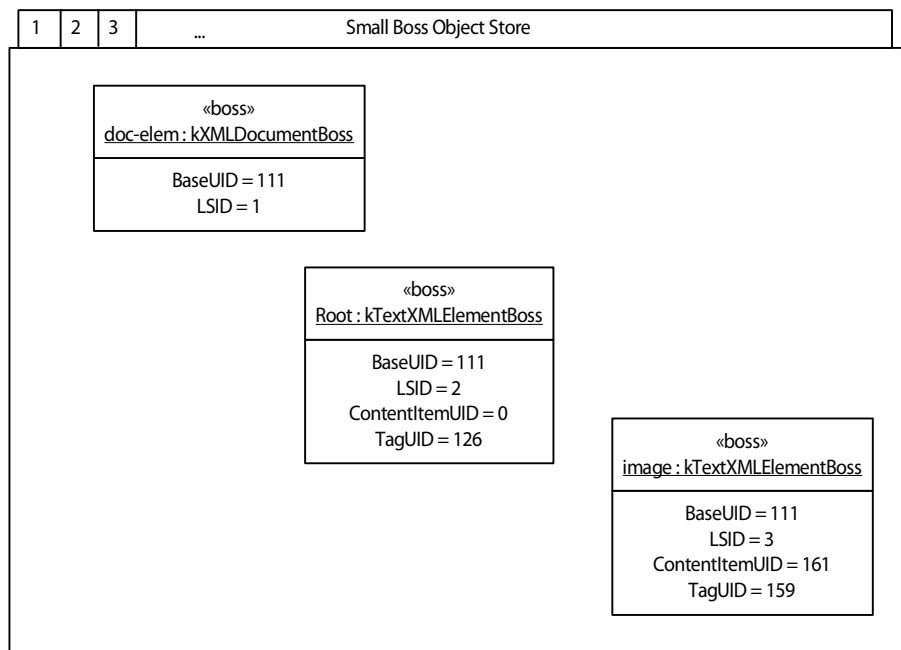 1 2 3 ... Small Boss Object Store
«boss»
doc-elem : kXMLDocumentBoss
BaseUID = 111
LSID = 1
«boss»
Root : kTextXMLElementBoss
BaseUID = 111
LSID = 2
ContentItemUID = 0
TagUID = 126
«boss»
image : kTextXMLElementBoss
BaseUID = 111
LSID = 3
ContentItemUID = 161
TagUID = 159